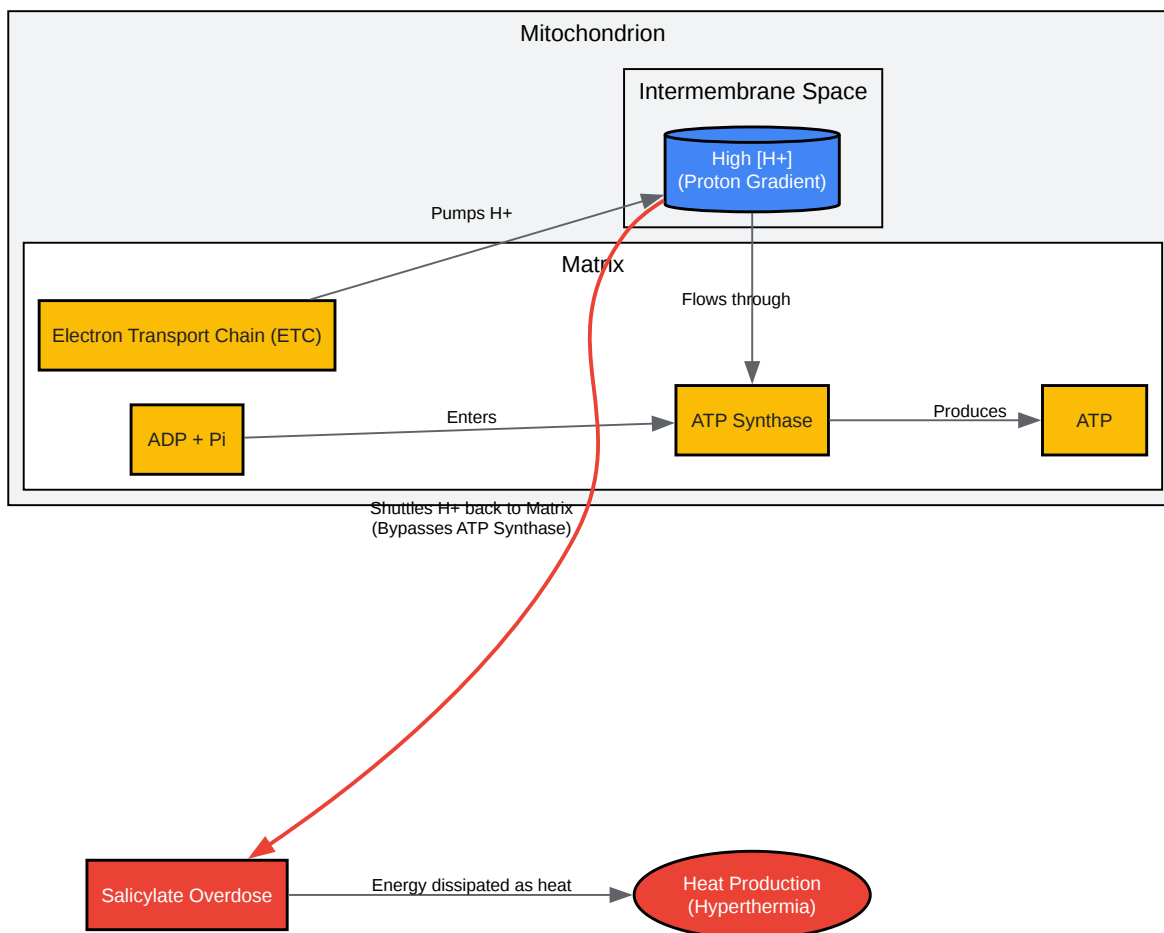 Mitochondrion
Intermembrane Space
High [H+]
(Proton Gradient)
Pumps H+
Matrix
Flows through
Electron Transport Chain (ETC)
ADP + Pi
Enters
ATP Synthase
Produces
ATP
Shuttles H+ back to Matrix
(Bypasses ATP Synthase)
Salicylate Overdose
Energy dissipated as heat
Heat Production
(Hyperthermia)